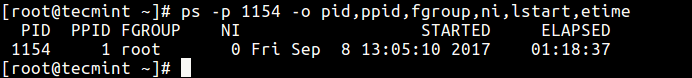 [root@tecmint ~]# ps -p 1154 -o pid,ppid,fgroup,ni,lstart,etime
  PID  PPID FGROUP    NI                  STARTED     ELAPSED
 1154     1 root       0 Fri Sep  8 13:05:10 2017    01:18:37
[root@tecmint ~]#